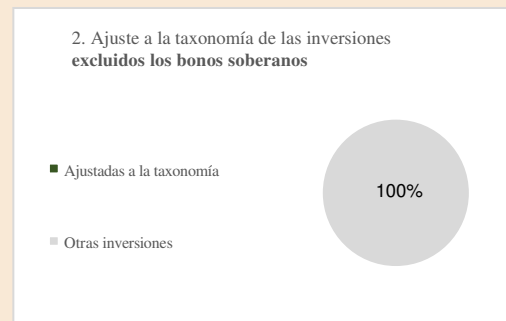 2. Ajuste a la taxonomía de las inversiones
excluidos los bonos soberanos
Ajustadas a la taxonomía
100%
Otras inversiones